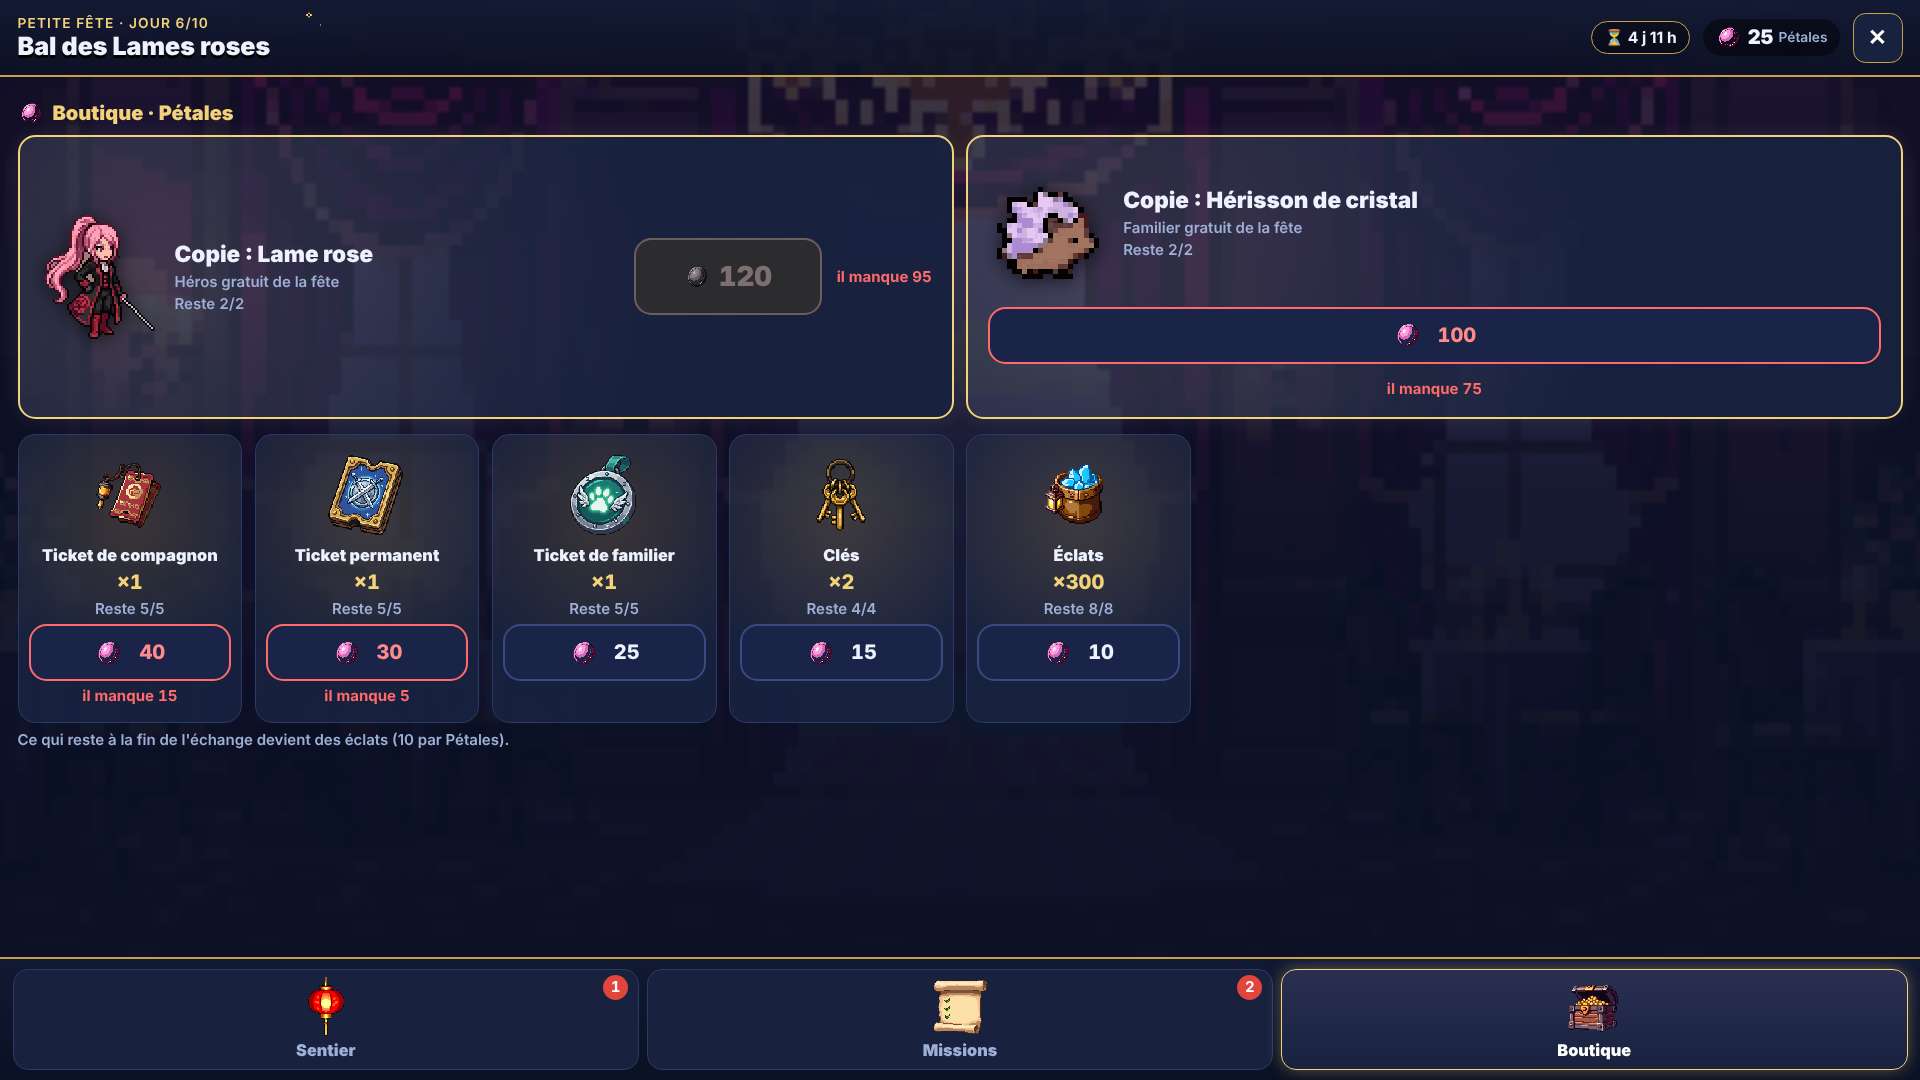 PETITE FÊTE · JOUR 6/10
Bal des Lames roses
4 j 11 h
25 Pétales
Boutique · Pétales
Copie : Lame rose
Héros gratuit de la fête
Reste 2/2
120
il manque 95
Copie : Hérisson de cristal
Familier gratuit de la fête
Reste 2/2
100
il manque 75
Ticket de compagnon
×1
Reste 5/5
40
il manque 15
Ticket permanent
×1
Reste 5/5
30
il manque 5
Ticket de familier
×1
Reste 5/5
25
Clés
×2
Reste 4/4
15
Éclats
×300
Reste 8/8
10
Ce qui reste à la fin de l'échange devient des éclats (10 par Pétales).
1
Sentier
2
Missions
Boutique